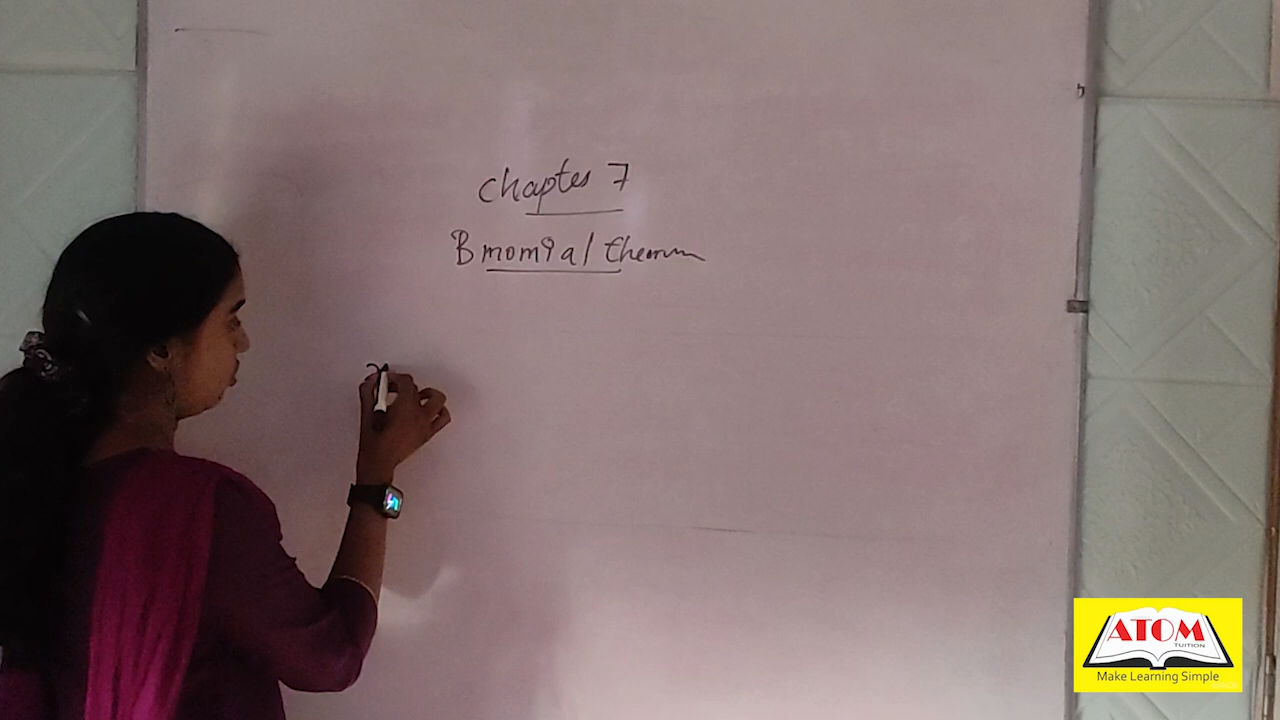 Chapter 7
Binomial theorem
ATOM
TUITION
Make Learning Simple